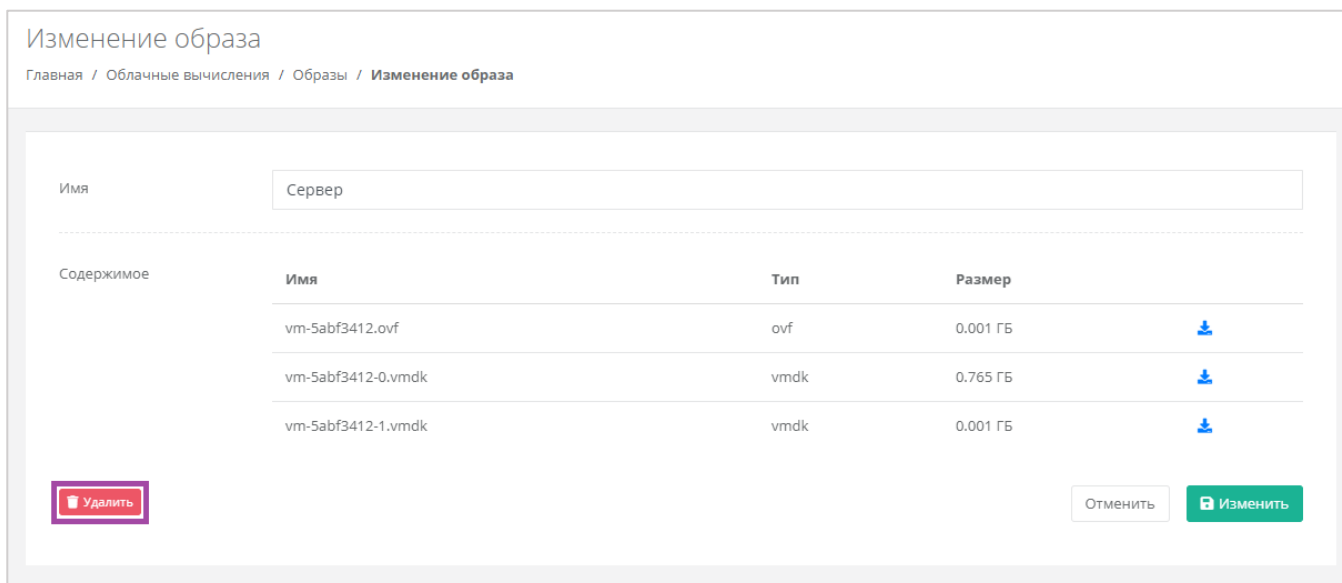 Изменение образа
Главная / Облачные вычисления / Образы / Изменение образа
Имя Сервер
Содержимое Имя Тип Размер
vm-5abf3412.ovf ovf 0.001 ГБ
vm-5abf3412-0.vmdk vmdk 0.765 ГБ
vm-5abf3412-1.vmdk vmdk 0.001 ГБ
Удалить Отменить Изменить